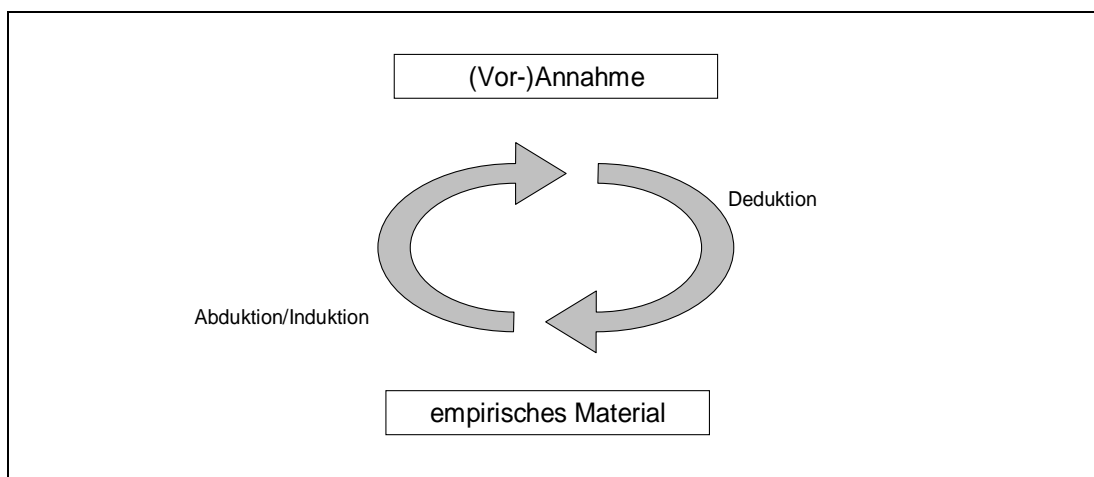 (Vor-)Annahme
Deduktion
Abduktion/Induktion
empirisches Material